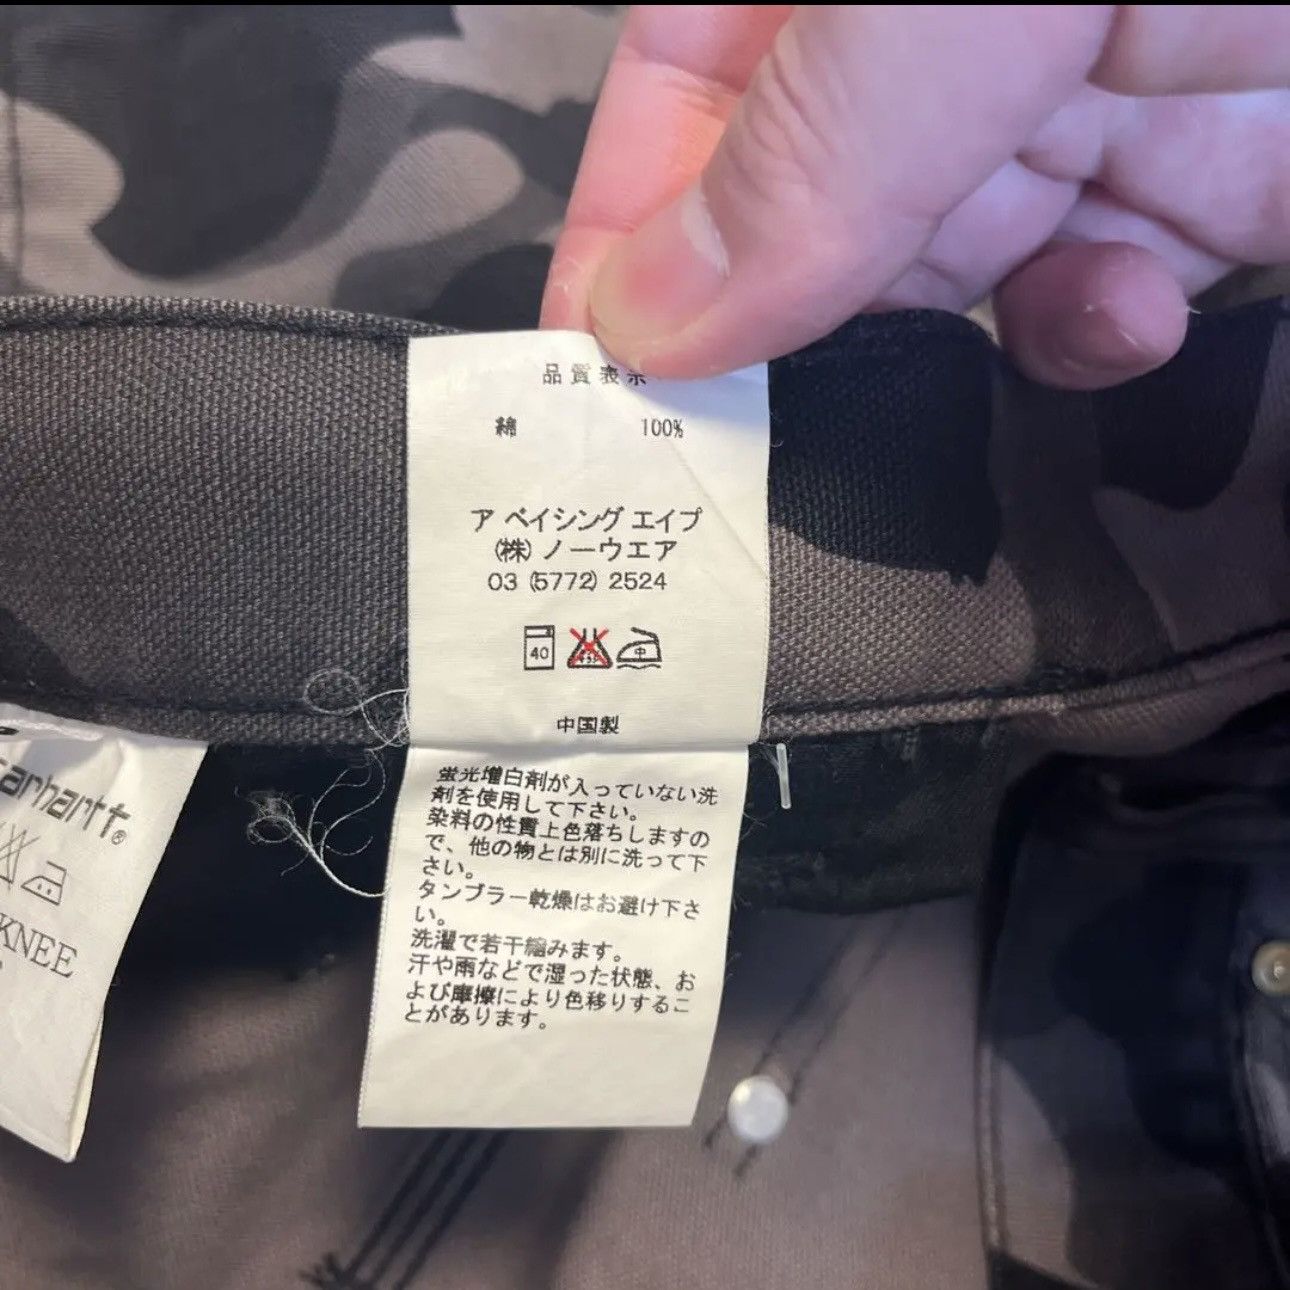 品質表示
綿 100%
ア ベイシング エイプ
(株) ノーウエア
03 (5772) 2524
40
中
中国製
蛍光増白剤が入っていない洗
剤を使用して下さい。
染料の性質上色落ちしますの
で、他の物とは別に洗って下
さい。
タンブラー乾燥はお避け下さ
い。
洗濯で若干縮みます。
汗や雨などで湿った状態、お
よび摩擦により色移りするこ
とがあります。
carhartt®
KNEE